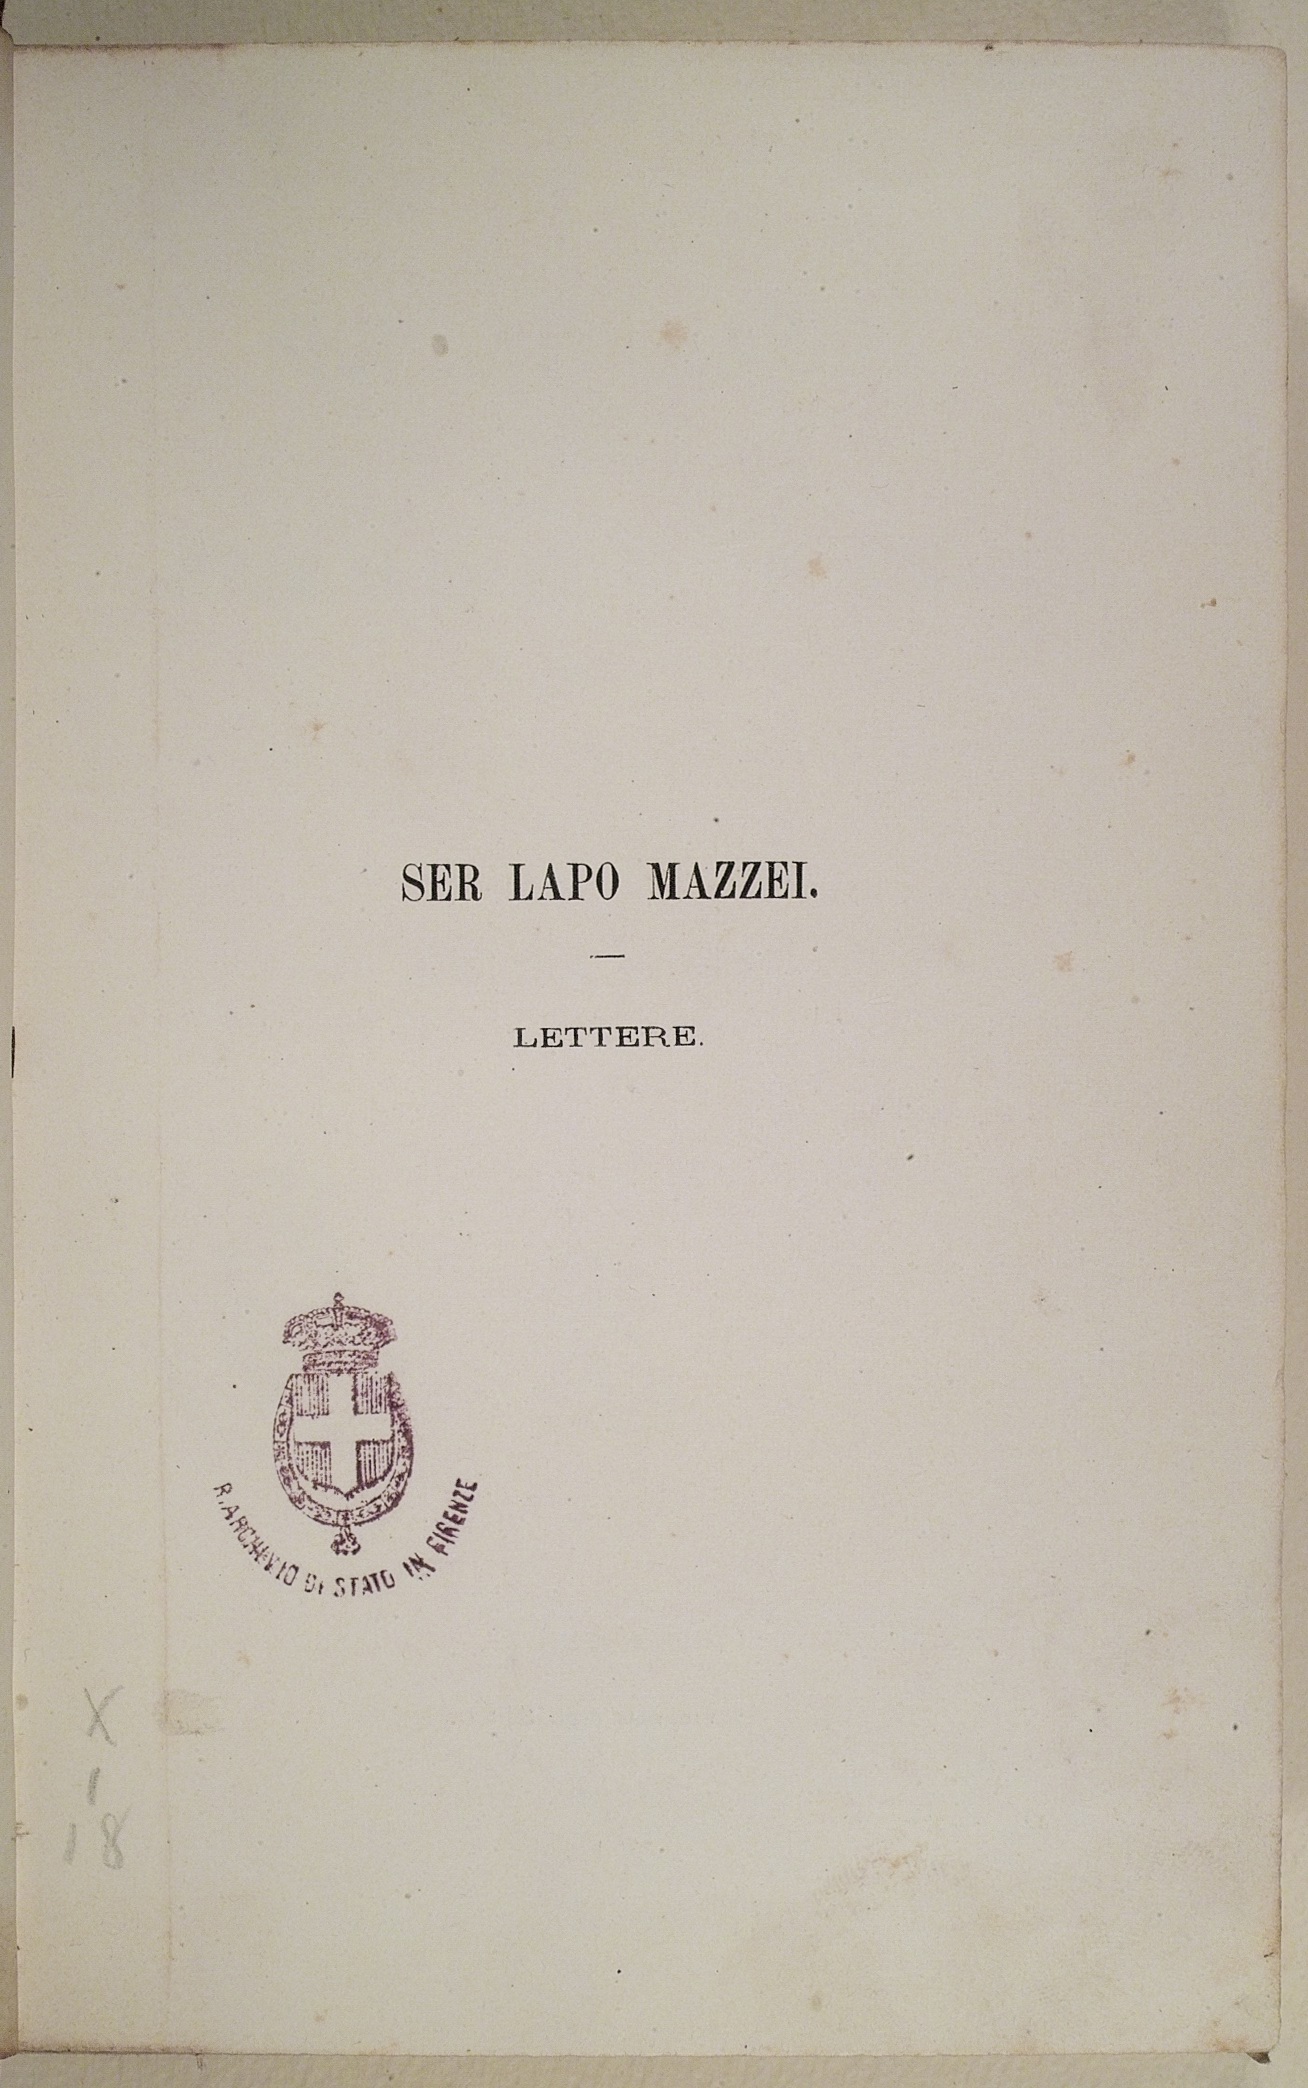 SER LAPO MAZZEI.
LETTERE.
R. ARCHIVIO DI STATO IN FIRENZE
X
1
18